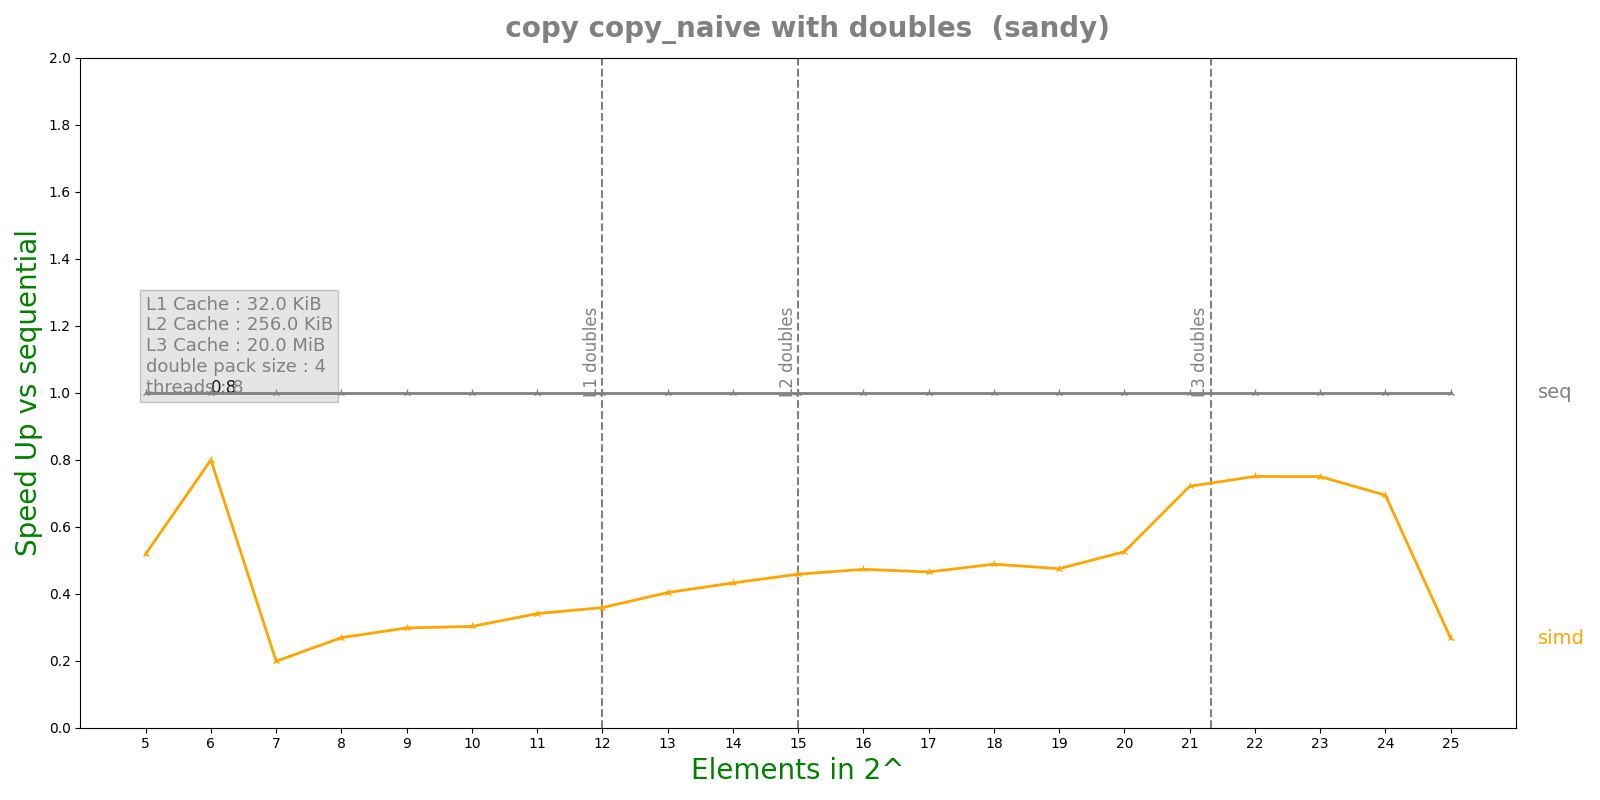 copy copy_naive with doubles  (sandy)
2.0
1.8
1.6
1.4
1.2
1.0
0.8
0.6
0.4
0.2
0.0
Speed Up vs sequential
L1 Cache : 32.0 KiB
L2 Cache : 256.0 KiB
L3 Cache : 20.0 MiB
double pack size : 4
threads : 8
0.8
L1 doubles
L2 doubles
L3 doubles
seq
simd
5 6 7 8 9 10 11 12 13 14 15 16 17 18 19 20 21 22 23 24 25
Elements in 2^